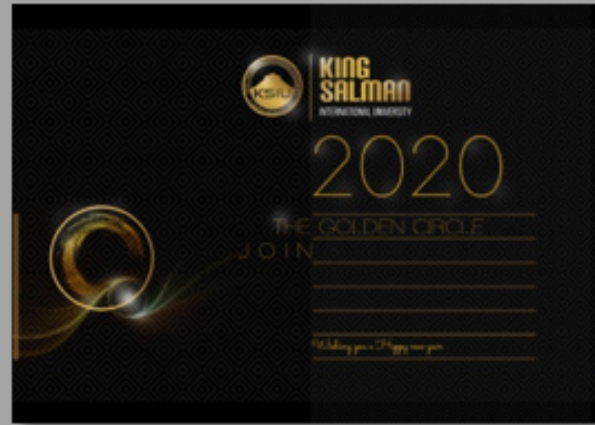 KSIU
KING
SALMAN
INTERNATIONAL UNIVERSITY
2020
THE GOLDEN CIRCLE
JOIN
Wishing you a Happy new year